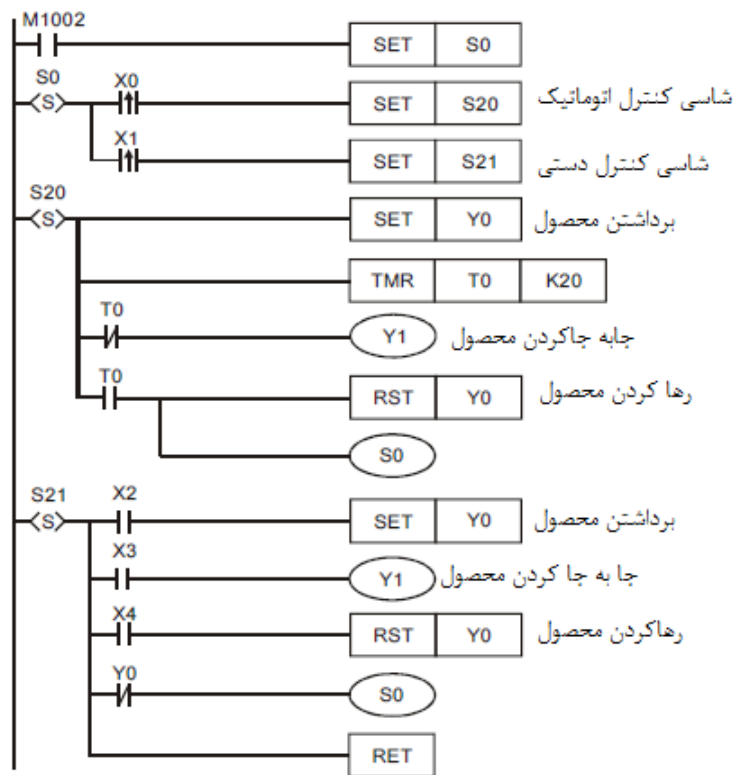 M1002
SET S0
S0 X0
S SET S20 شاسی کنترل اتوماتیک
X1
SET S21 شاسی کنترل دستی
S20
S SET Y0 برداشتن محصول
TMR T0 K20
T0
Y1 جابه جاکردن محصول
T0
RST Y0 رها کردن محصول
S0
S21 X2
S SET Y0 برداشتن محصول
X3
Y1 جا به جا کردن محصول
X4
RST Y0 رهاکردن محصول
Y0
S0
RET